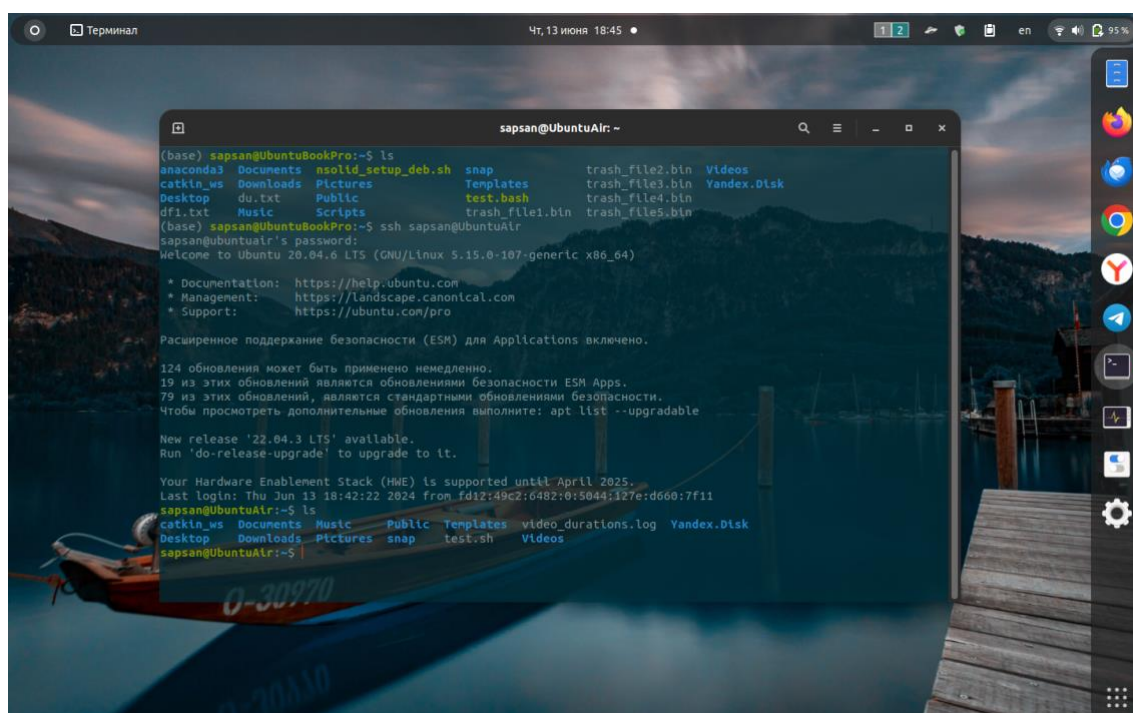 Терминал
Чт, 13 июня 18:45
1 2
en
95 %
sapsan@UbuntuAir: ~
(base) sapsan@UbuntuBookPro:~$ ls
anaconda3 Documents nsolid_setup_deb.sh snap trash_file2.bin Videos
catkin_ws Downloads Pictures Templates trash_file3.bin Yandex.Disk
Desktop du.txt Public test.bash trash_file4.bin
df1.txt Music Scripts trash_file1.bin trash_file5.bin
(base) sapsan@UbuntuBookPro:~$ ssh sapsan@UbuntuAir
sapsan@ubuntuair's password:
Welcome to Ubuntu 20.04.6 LTS (GNU/Linux 5.15.0-107-generic x86_64)
* Documentation: https://help.ubuntu.com
* Management: https://landscape.canonical.com
* Support: https://ubuntu.com/pro
Расширенное поддержание безопасности (ESM) для Applications включено.
124 обновления может быть применено немедленно.
19 из этих обновлений являются обновлениями безопасности ESM Apps.
79 из этих обновлений, являются стандартными обновлениями безопасности.
Чтобы просмотреть дополнительные обновления выполните: apt list --upgradable
New release '22.04.3 LTS' available.
Run 'do-release-upgrade' to upgrade to it.
Your Hardware Enablement Stack (HWE) is supported until April 2025.
Last login: Thu Jun 13 18:42:22 2024 from fd12:49c2:6482:0:5044:127e:d660:7f11
sapsan@UbuntuAir:~$ ls
catkin_ws Documents Music Public Templates video_durations.log Yandex.Disk
Desktop Downloads Pictures snap test.sh Videos
sapsan@UbuntuAir:~$
O-30970